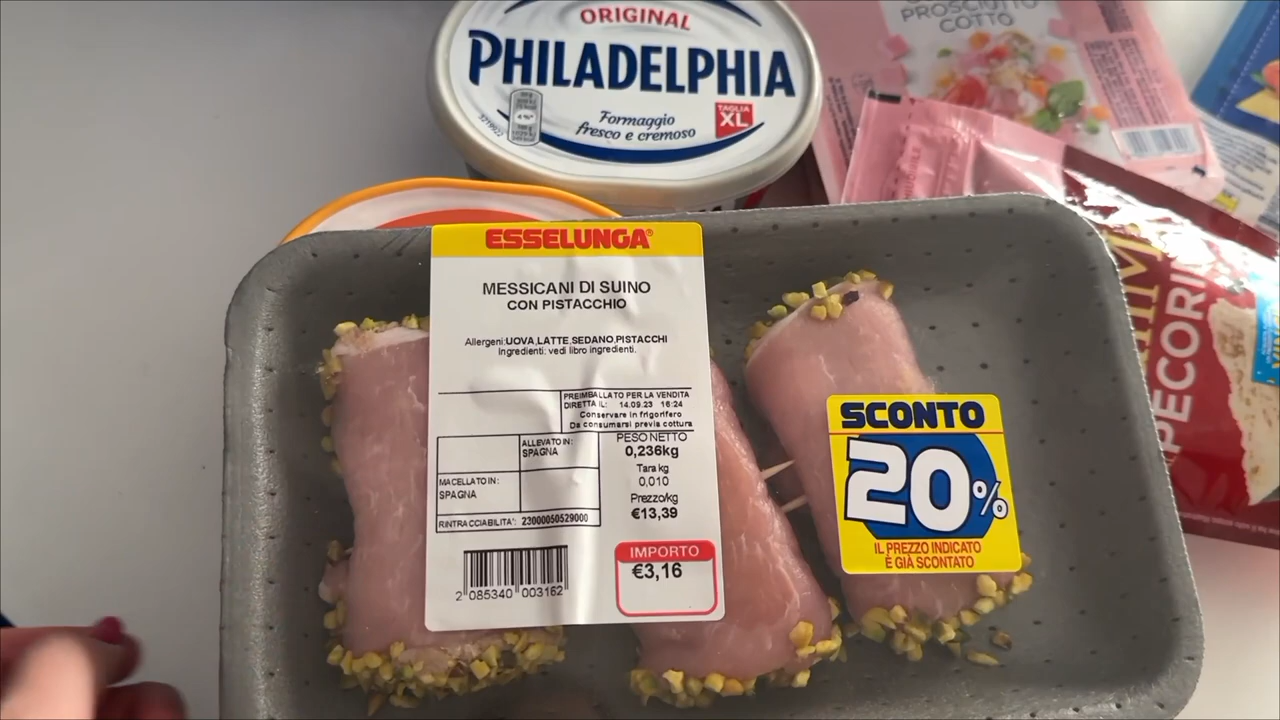 ORIGINAL
PHILADELPHIA
Formaggio
fresco e cremoso
TAGLIA
XL
PROSCIUTTO
COTTO
PECORI
ESSELUNGA®
MESSICANI DI SUINO
CON PISTACCHIO
Allergeni:UOVA,LATTE,SEDANO,PISTACCHI
Ingredienti: vedi libro ingredienti.
PREIMBALLATO PER LA VENDITA
DIRETTA IL: 14.09.23 16:24
Conservare in frigorifero
Da consumarsi previa cottura
ALLEVATO IN:
SPAGNA
MACELLATO IN:
SPAGNA
RINTRACCIABILITA': 23000050529000
PESO NETTO
0,236kg
Tara kg
0,010
Prezzo/kg
€13,39
IMPORTO
€3,16
2 085340 003162
SCONTO
20%
IL PREZZO INDICATO
È GIÀ SCONTATO